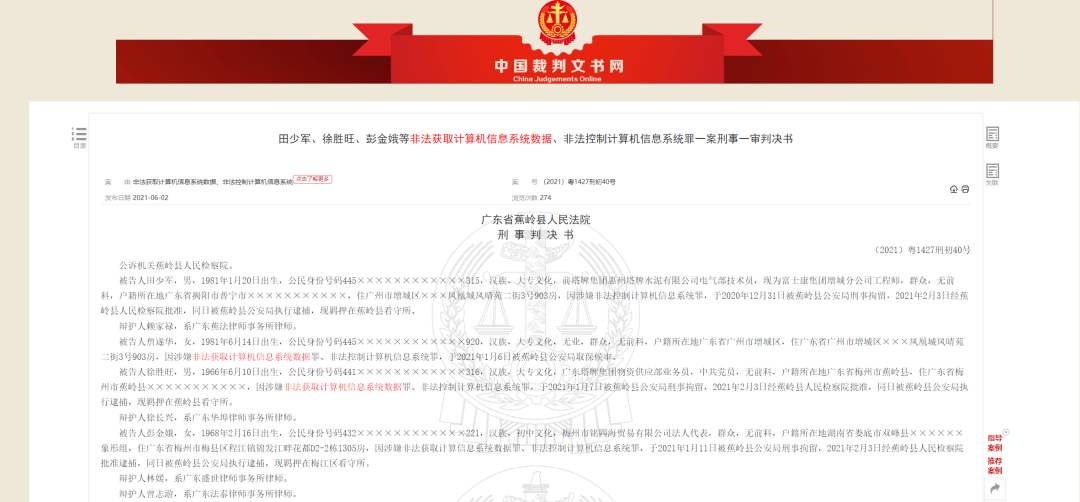 中国裁判文书网
China Judgements Online
目录
概要
关联
田少军、徐胜旺、彭金娥等非法获取计算机信息系统数据、非法控制计算机信息系统罪一案刑事一审判决书
案 由 非法获取计算机信息系统数据、非法控制计算机信息系统 点击了解更多
案 号 （2021）粤1427刑初40号
发布日期 2021-06-02
浏览次数 274
广东省蕉岭县人民法院
刑 事 判 决 书
（2021）粤1427刑初40号
公诉机关蕉岭县人民检察院。
被告人田少军，男，1981年1月20日出生，公民身份号码445××××××××××××315，汉族，大专文化，前塔牌集团惠州塔牌水泥有限公司电气部技术员，现为富士康集团增城分公司工程师，群众，无前
科，户籍所在地广东省揭阳市普宁市×××××××××××，住广州市增城区×××凤凰城凤晴苑二街3号903房，因涉嫌非法控制计算机信息系统罪，于2020年12月31日被蕉岭县公安局刑事拘留，2021年2月3日经蕉
岭县人民检察院批准，同日被蕉岭县公安局执行逮捕，现羁押在蕉岭县看守所。
辩护人赖家禄，系广东蕉法律师事务所律师。
被告人詹遂华，女，1981年6月14日出生，公民身份号码445××××××××××××920，汉族，大专文化，无业，群众，无前科，户籍所在地广东省广州市增城区，住广东省广州市增城区×××凤凰城凤晴苑
二街3号903房，因涉嫌非法获取计算机信息系统数据罪、非法控制计算机信息系统罪，于2021年1月6日被蕉岭县公安局取保候审。
被告人徐胜旺，男，1966年6月10日出生，公民身份号码441××××××××××××316，汉族，大专文化，广东塔牌集团物资供应部业务员，中共党员，无前科，户籍所在地广东省梅州市蕉岭县，住广东省梅
州市蕉岭县×××××××××××，因涉嫌非法获取计算机信息系统数据罪、非法控制计算机信息系统罪，于2021年1月7日被蕉岭县公安局刑事拘留，2021年2月3日经蕉岭县人民检察院批准，同日被蕉岭县公安局执
行逮捕，现羁押在蕉岭县看守所。
辩护人徐长兴，系广东华埠律师事务所律师。
被告人彭金娥，女，1968年2月16日出生，公民身份号码432××××××××××××221，汉族，初中文化，梅州市铭四海贸易有限公司法人代表，群众，无前科，户籍所在地湖南省娄底市双峰县××××××
象形组，住广东省梅州市梅县区程江镇锦发江畔花都D2-2栋1305房，因涉嫌非法获取计算机信息系统数据罪、非法控制计算机信息系统罪，于2021年1月11日被蕉岭县公安局刑事拘留，2021年2月3日经蕉岭县人民检察院
批准逮捕，同日被蕉岭县公安局执行逮捕，现羁押在梅江区看守所。
辩护人林媛，系广东盛世律师事务所律师。
辩护人曾志游，系广东法泰律师事务所律师。
指导
案例
推荐
案例